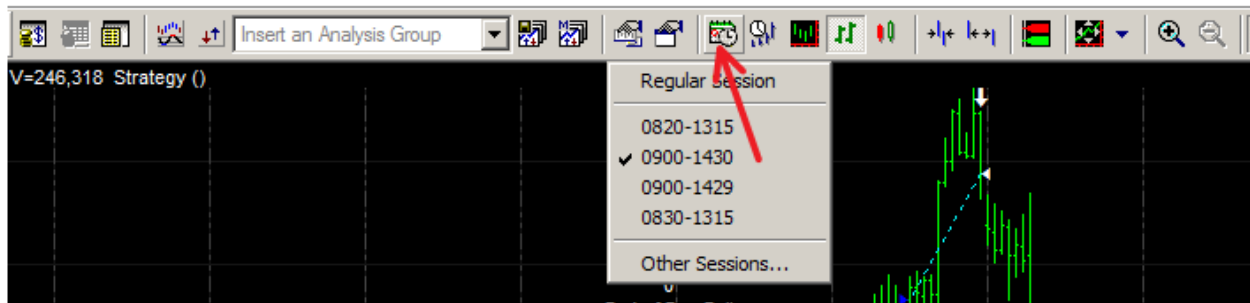 Insert an Analysis Group
V=246,318 Strategy ()
Regular Session
0820-1315
0900-1430
0900-1429
0830-1315
Other Sessions...